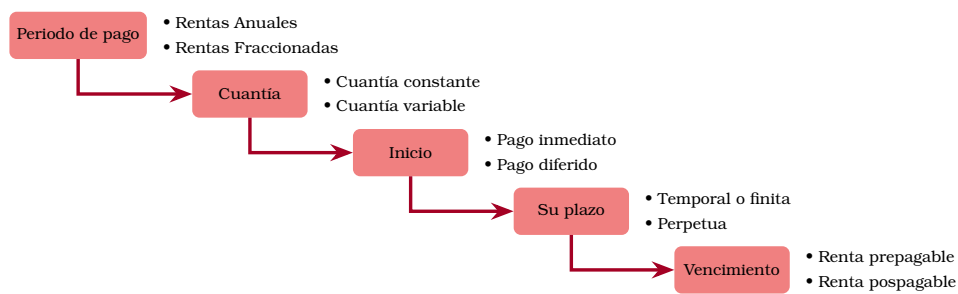 Periodo de pago
• Rentas Anuales
• Rentas Fraccionadas
Cuantía
• Cuantía constante
• Cuantía variable
Inicio
• Pago inmediato
• Pago diferido
Su plazo
• Temporal o finita
• Perpetua
Vencimiento
• Renta prepagable
• Renta pospagable